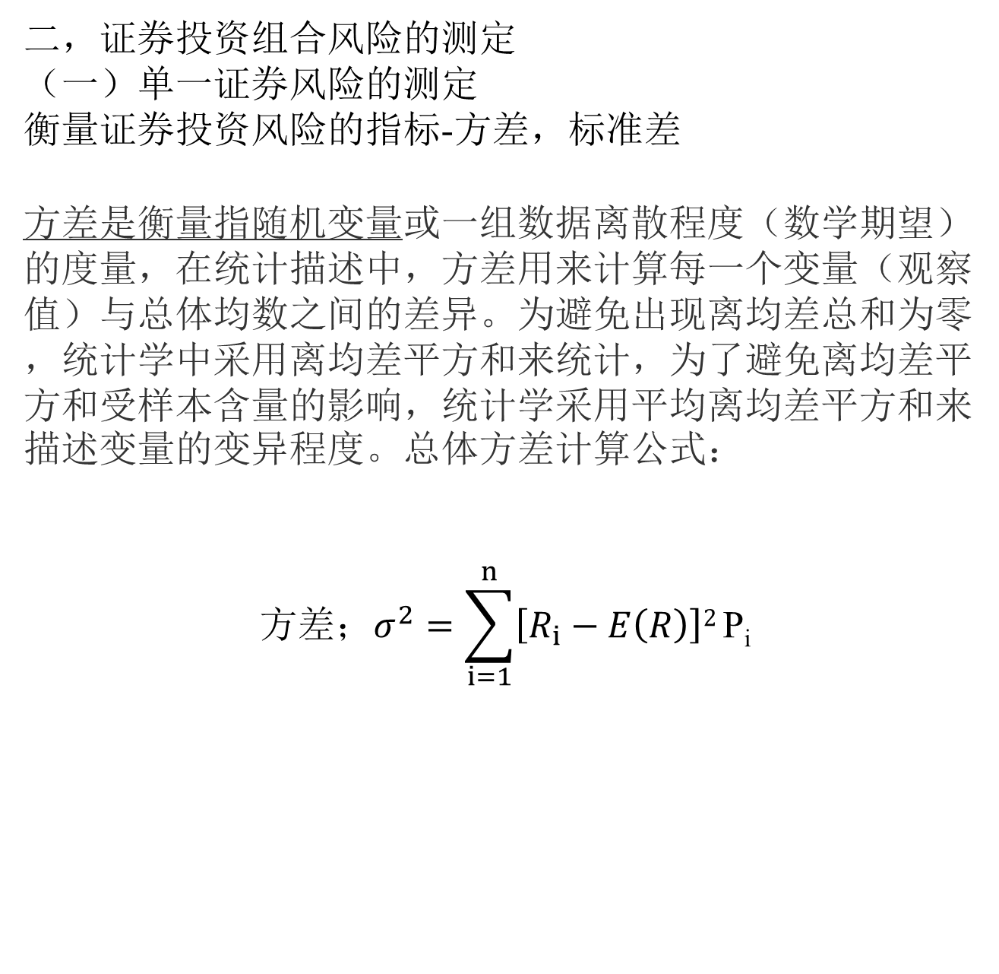 二，证券投资组合风险的测定
（一）单一证券风险的测定
衡量证券投资风险的指标-方差，标准差
方差是衡量指随机变量或一组数据离散程度（数学期望）
的度量，在统计描述中，方差用来计算每一个变量（观察
值）与总体均数之间的差异。为避免出现离均差总和为零
，统计学中采用离均差平方和来统计，为了避免离均差平
方和受样本含量的影响，统计学采用平均离均差平方和来
描述变量的变异程度。总体方差计算公式：
方差；σ² = ∑ⁿᵢ₌₁ [Rᵢ − E(R)]² Pᵢ